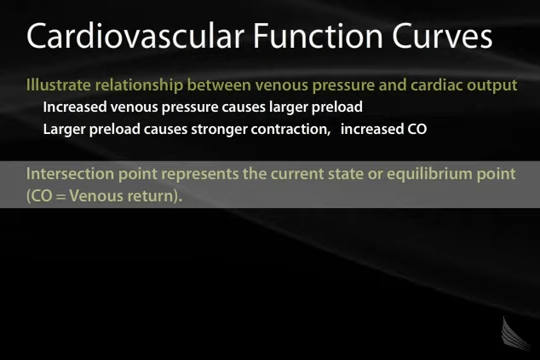 Cardiovascular Function Curves
Illustrate relationship between venous pressure and cardiac output
Increased venous pressure causes larger preload
Larger preload causes stronger contraction, increased CO
Intersection point represents the current state or equilibrium point
(CO = Venous return).